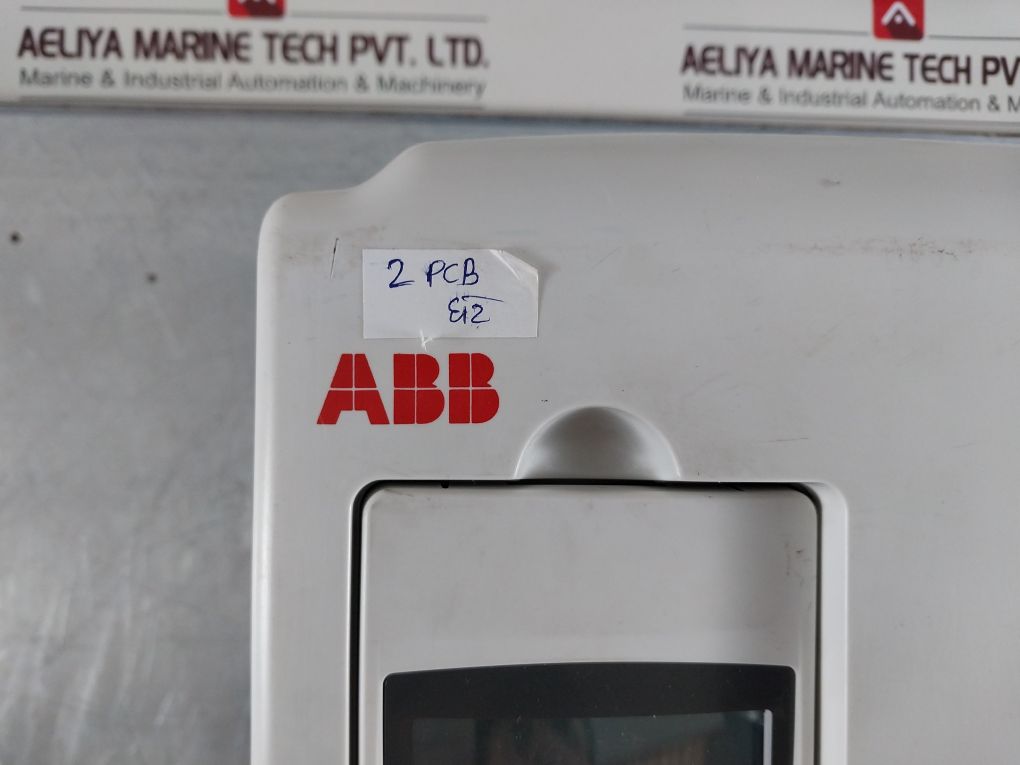 AELIYA MARINE TECH PVT. LTD.
Marine & Industrial Automation & Machinery
AELIYA MARINE TECH PV
Marine & Industrial Automation & M
2 PCB
ABB